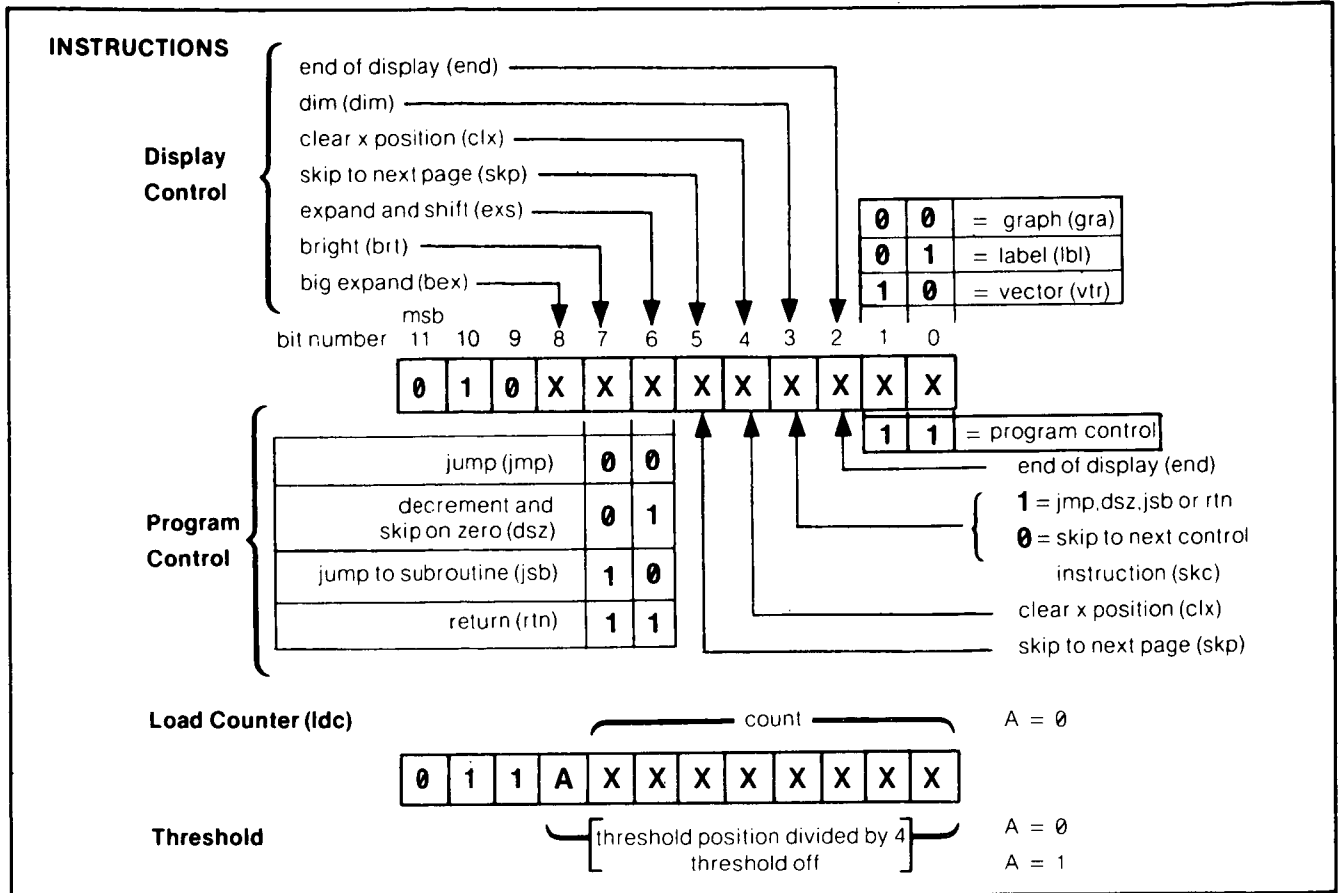 INSTRUCTIONS
end of display (end)
dim (dim)
clear x position (clx)
Display
Control
skip to next page (skp)
expand and shift (exs)
bright (brt)
big expand (bex)
0 0 = graph (gra)
0 1 = label (lbl)
1 0 = vector (vtr)
msb
bit number 11 10 9 8 7 6 5 4 3 2 1 0
0 1 0 X X X X X X X X X
1 1 = program control
Program
Control
jump (jmp) 0 0
decrement and
skip on zero (dsz) 0 1
jump to subroutine (jsb) 1 0
return (rtn) 1 1
end of display (end)
1 = jmp,dsz,jsb or rtn
0 = skip to next control
instruction (skc)
clear x position (clx)
skip to next page (skp)
Load Counter (ldc) count A = 0
0 1 1 A X X X X X X X X
Threshold
threshold position divided by 4 A = 0
threshold off A = 1